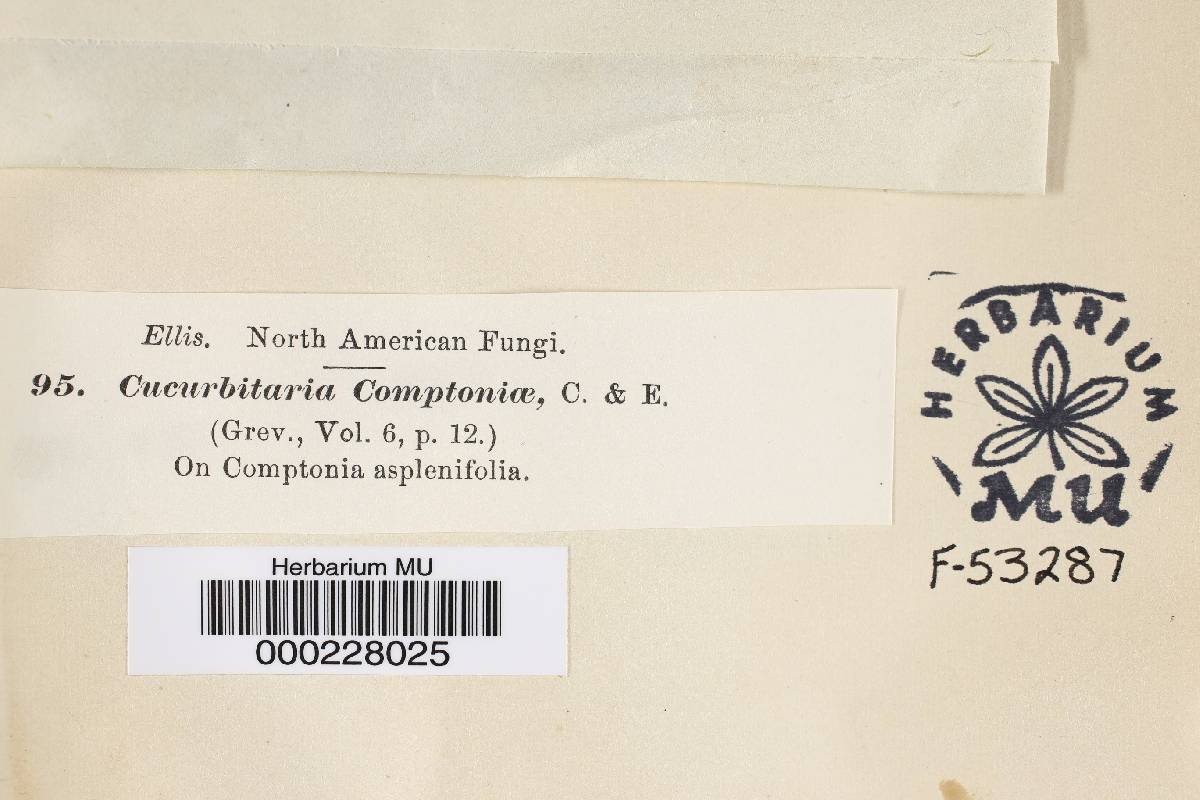 Ellis. North American Fungi.
95. Cucurbitaria Comptoniæ, C. & E.
(Grev., Vol. 6, p. 12.)
On Comptonia asplenifolia.
HERBARIUM
MU
F-53287
Herbarium MU
000228025